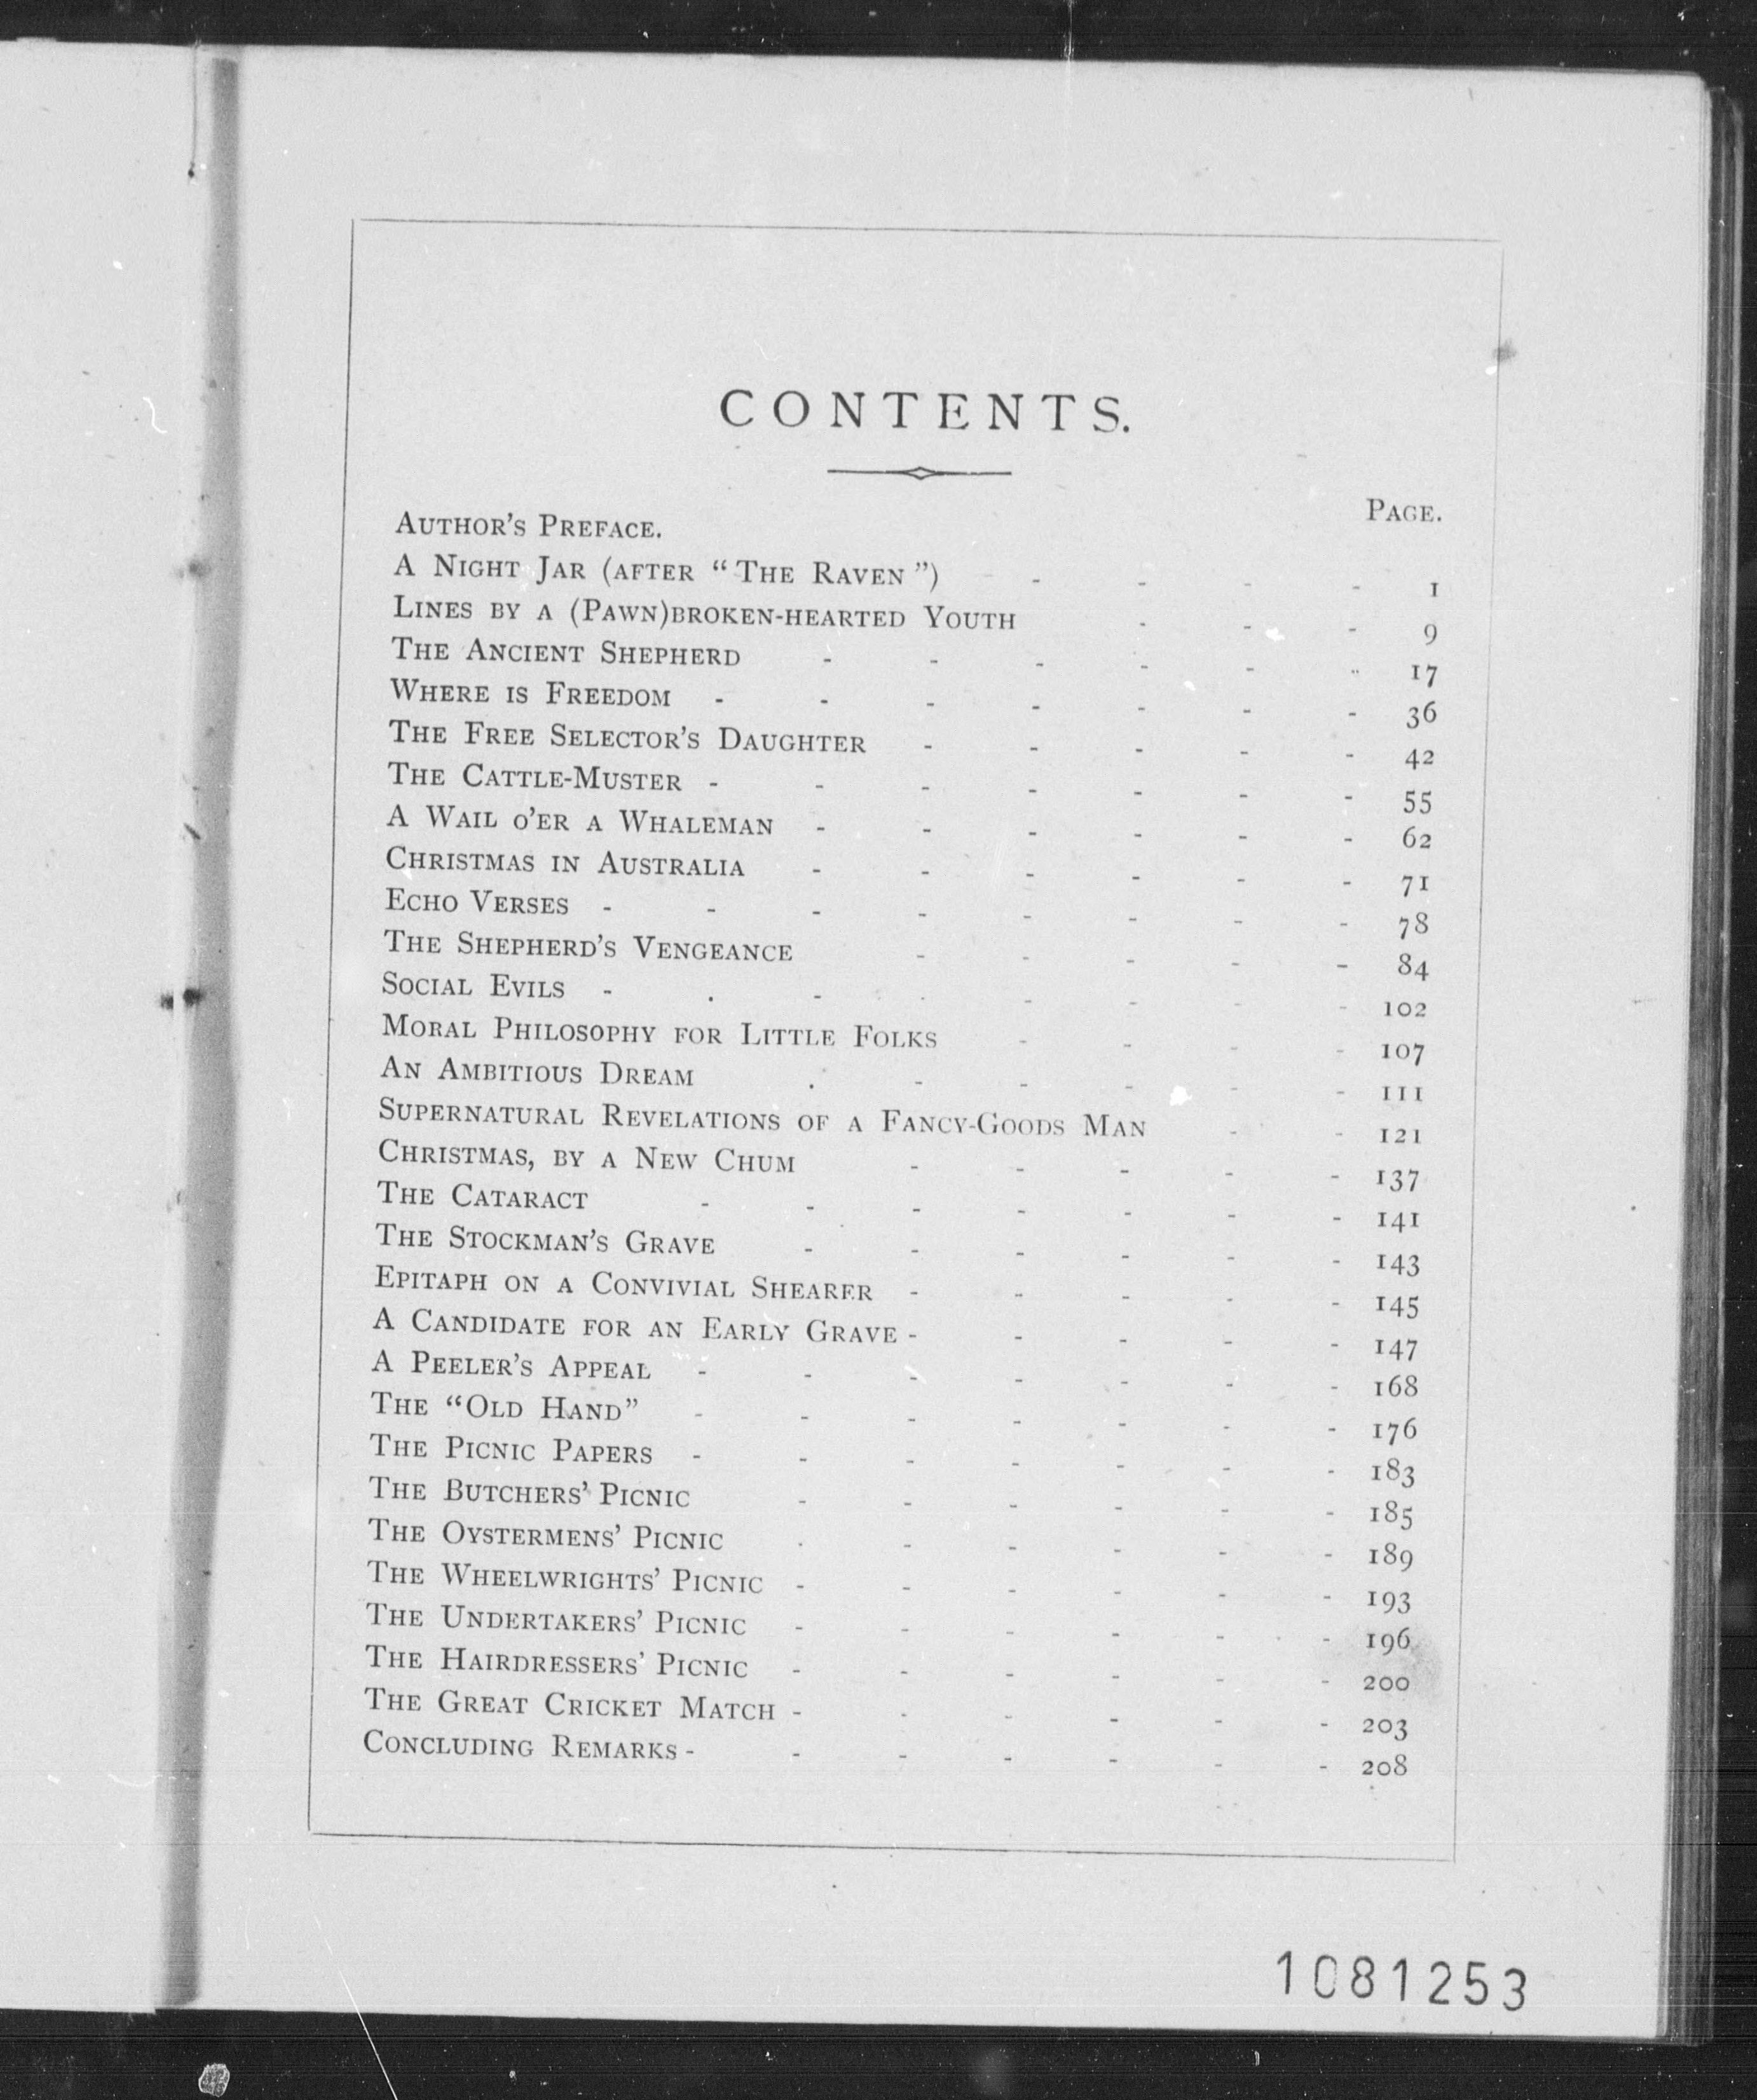 CONTENTS.
PAGE.
AUTHOR'S PREFACE.
A NIGHT JAR (AFTER "THE RAVEN") - - - - 1
LINES BY A (PAWN)BROKEN-HEARTED YOUTH - - - 9
THE ANCIENT SHEPHERD - - - - - - 17
WHERE IS FREEDOM - - - - - - - 36
THE FREE SELECTOR'S DAUGHTER - - - - - 42
THE CATTLE-MUSTER - - - - - - - 55
A WAIL O'ER A WHALEMAN - - - - - - 62
CHRISTMAS IN AUSTRALIA - - - - - - 71
ECHO VERSES - - - - - - - - 78
THE SHEPHERD'S VENGEANCE - - - - - 84
SOCIAL EVILS - - - - - - - - 102
MORAL PHILOSOPHY FOR LITTLE FOLKS - - - - 107
AN AMBITIOUS DREAM - - - - - - 111
SUPERNATURAL REVELATIONS OF A FANCY-GOODS MAN - - 121
CHRISTMAS, BY A NEW CHUM - - - - - 137
THE CATARACT - - - - - - - 141
THE STOCKMAN'S GRAVE - - - - - - 143
EPITAPH ON A CONVIVIAL SHEARER - - - - - 145
A CANDIDATE FOR AN EARLY GRAVE - - - - - 147
A PEELER'S APPEAL - - - - - - - 168
THE "OLD HAND" - - - - - - - 176
THE PICNIC PAPERS - - - - - - - 183
THE BUTCHERS' PICNIC - - - - - - 185
THE OYSTERMENS' PICNIC - - - - - - 189
THE WHEELWRIGHTS' PICNIC - - - - - - 193
THE UNDERTAKERS' PICNIC - - - - - - 196
THE HAIRDRESSERS' PICNIC - - - - - - 200
THE GREAT CRICKET MATCH - - - - - - 203
CONCLUDING REMARKS - - - - - - - 208
1081253